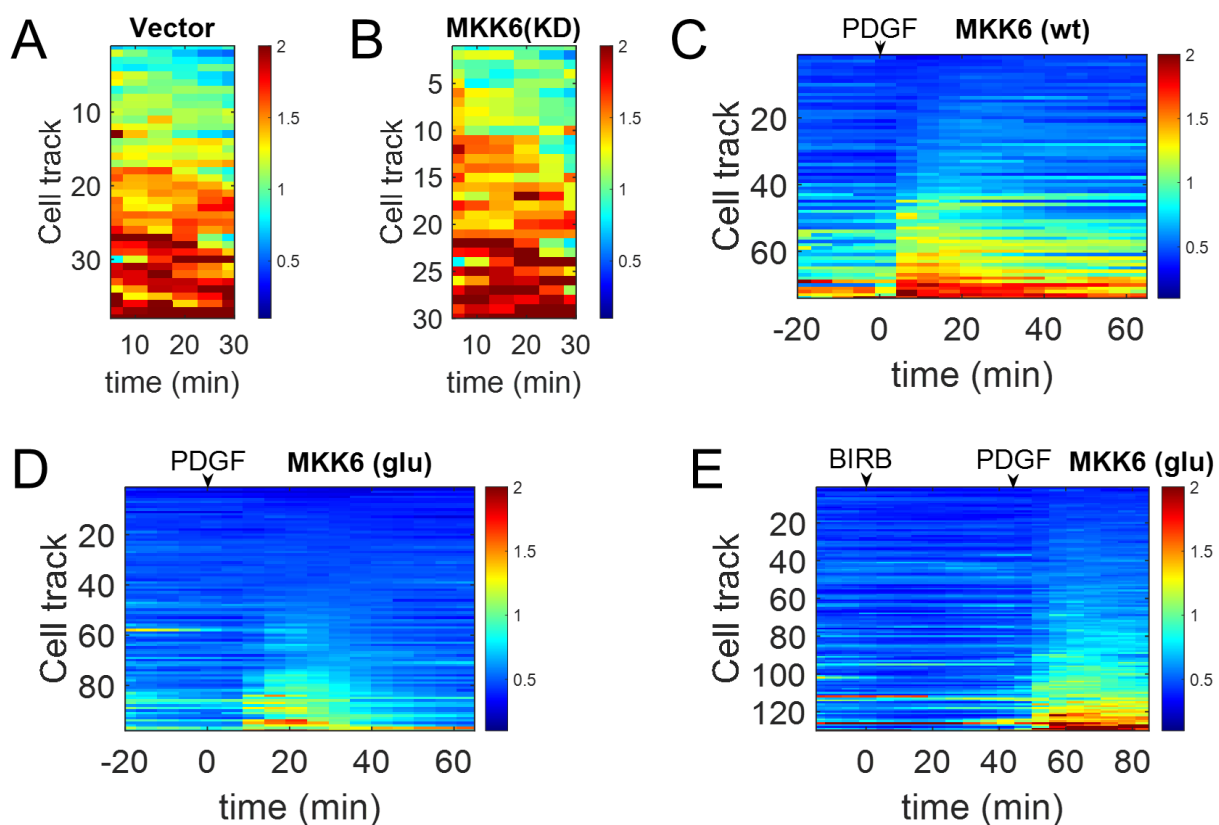 A
Vector
Cell track
10
20
30
10 20 30
time (min)
2
1.5
1
0.5
B
MKK6(KD)
Cell track
5
10
15
20
25
30
10 20 30
time (min)
2
1.5
1
0.5
C
PDGF
MKK6 (wt)
Cell track
20
40
60
-20 0 20 40 60
time (min)
2
1.5
1
0.5
D
PDGF
MKK6 (glu)
Cell track
20
40
60
80
-20 0 20 40 60
time (min)
2
1.5
1
0.5
E
BIRB
PDGF
MKK6 (glu)
Cell track
20
40
60
80
100
120
0 20 40 60 80
time (min)
2
1.5
1
0.5